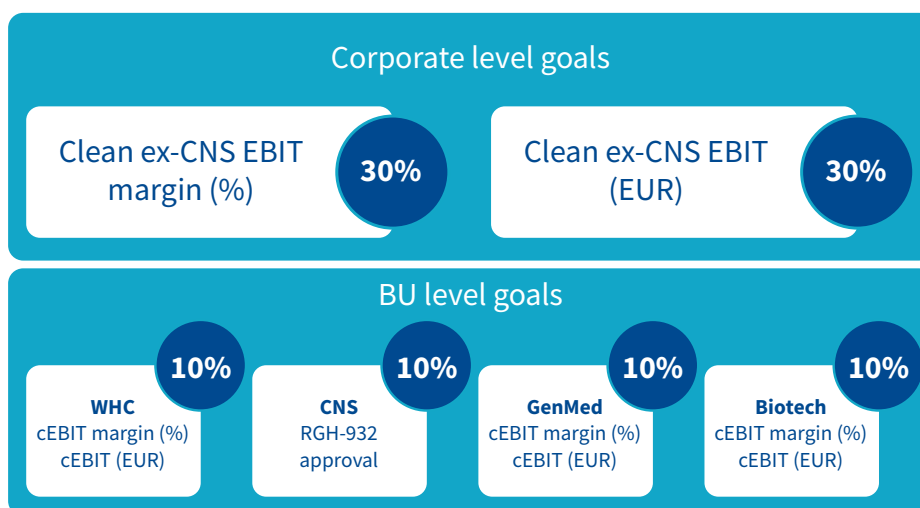 Corporate level goals
Clean ex-CNS EBIT
margin (%)
30%
Clean ex-CNS EBIT
(EUR)
30%
BU level goals
10%
WHC
cEBIT margin (%)
cEBIT (EUR)
10%
CNS
RGH-932
approval
10%
GenMed
cEBIT margin (%)
cEBIT (EUR)
10%
Biotech
cEBIT margin (%)
cEBIT (EUR)